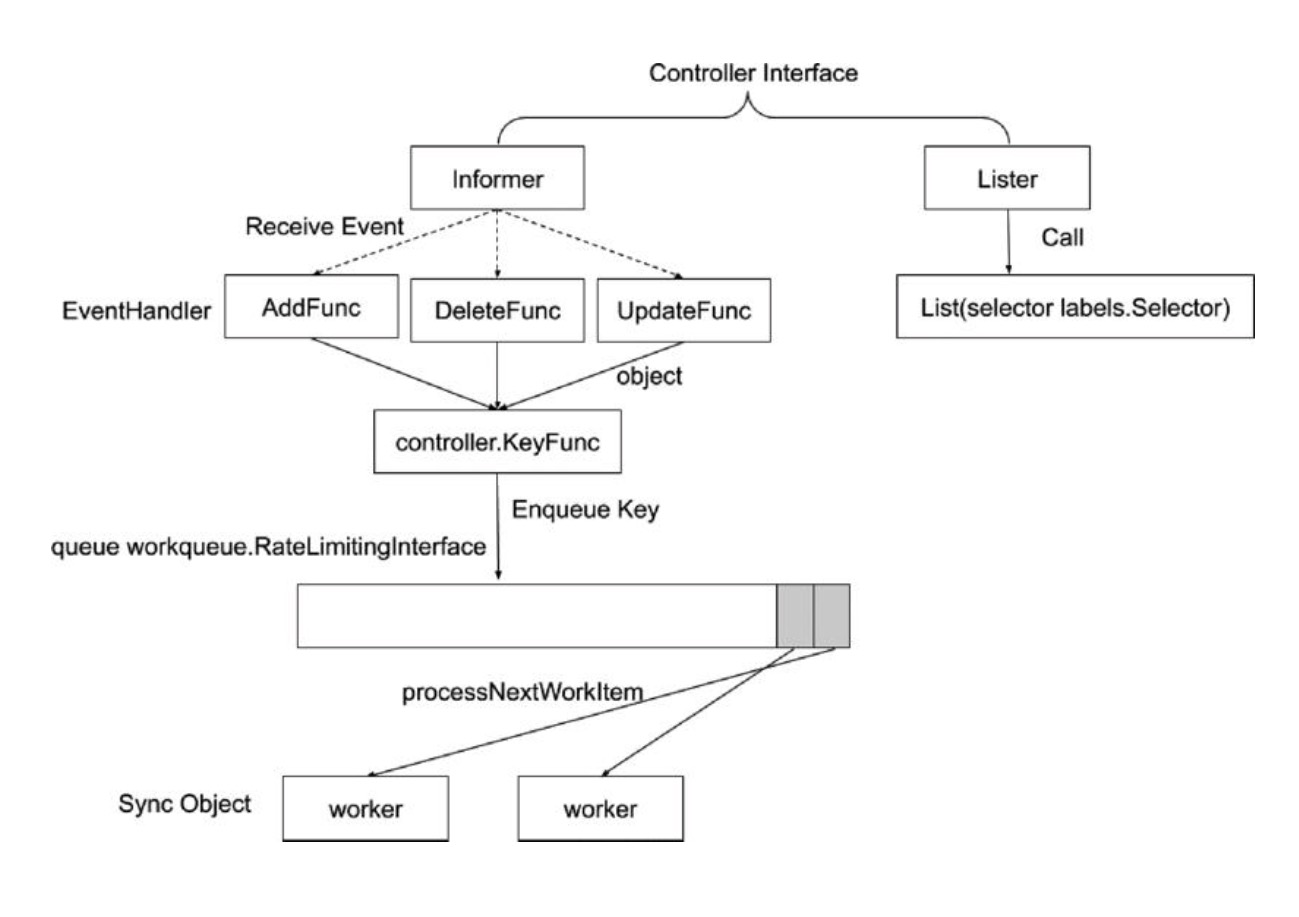 Controller Interface
Informer
Lister
Receive Event
Call
EventHandler
AddFunc
DeleteFunc
UpdateFunc
List(selector labels.Selector)
object
controller.KeyFunc
Enqueue Key
queue workqueue.RateLimitingInterface
processNextWorkItem
Sync Object
worker
worker